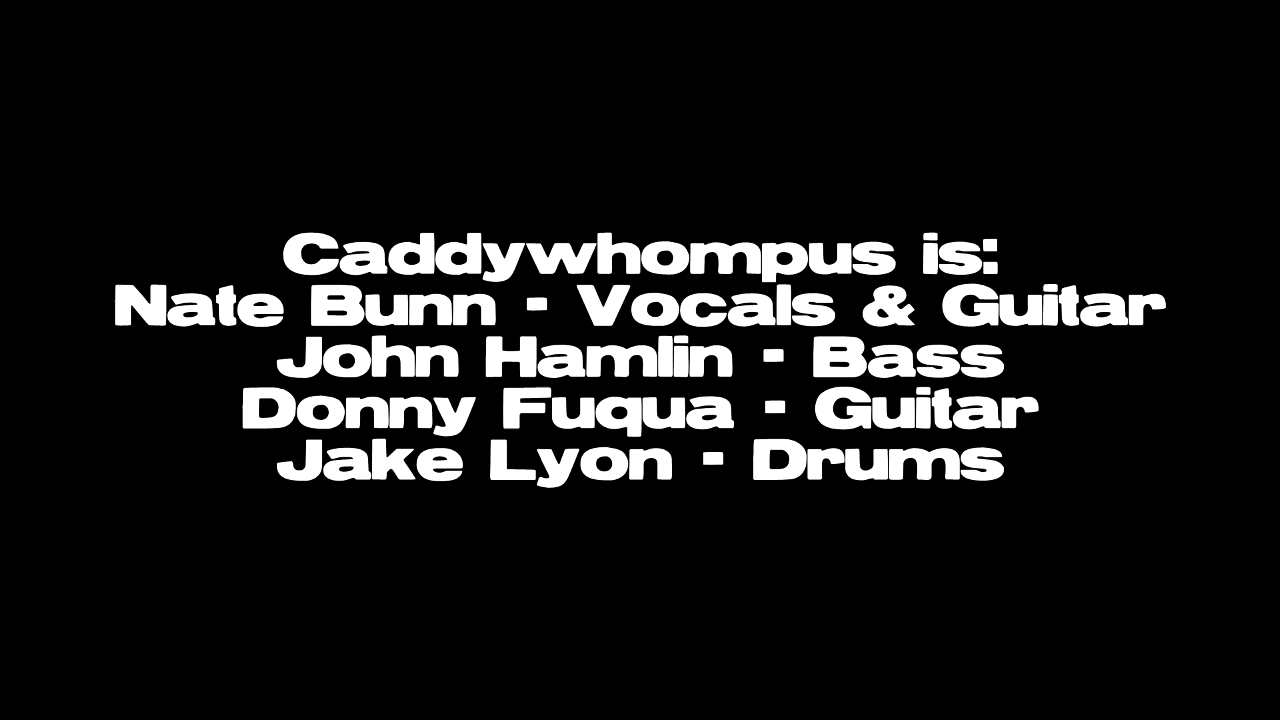 Caddywhompus is:
Nate Bunn - Vocals & Guitar
John Hamlin - Bass
Donny Fuqua - Guitar
Jake Lyon - Drums